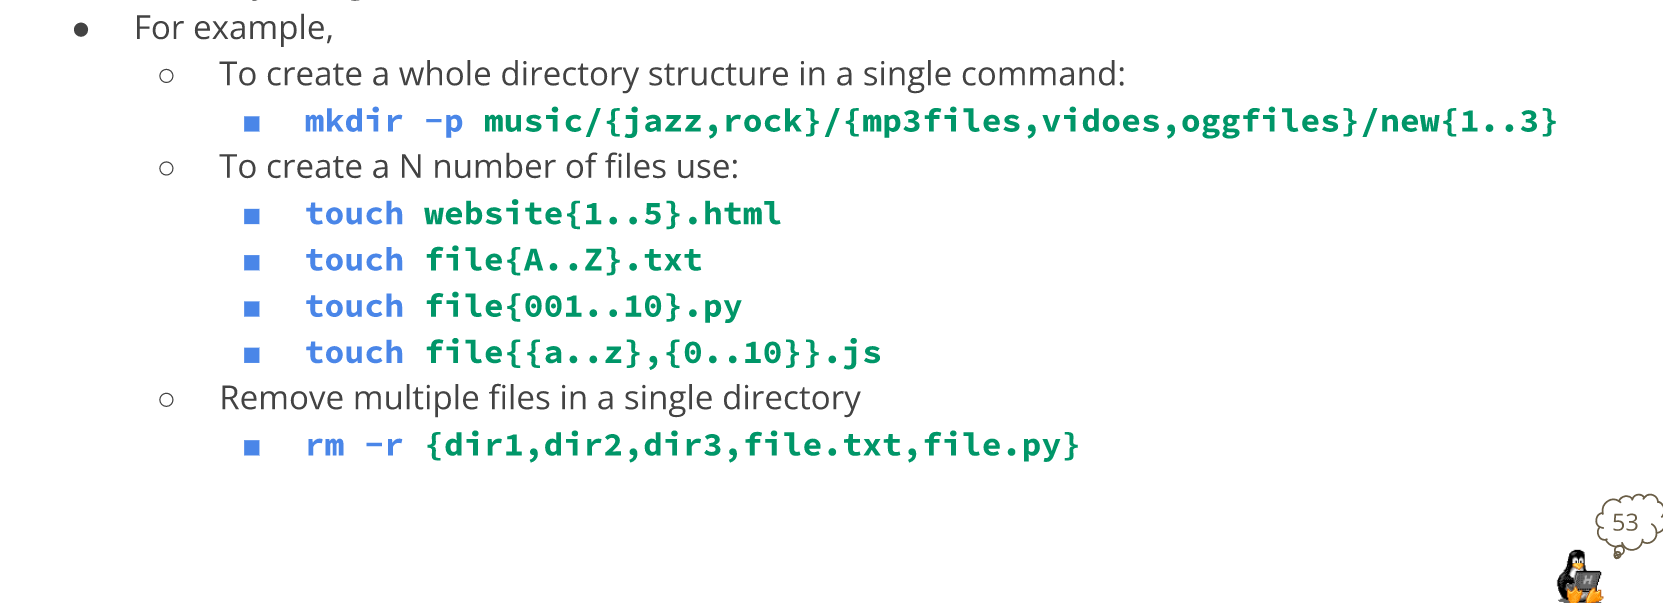 ● For example,
○ To create a whole directory structure in a single command:
■ mkdir -p music/{jazz,rock}/{mp3files,vidoes,oggfiles}/new{1..3}
○ To create a N number of files use:
■ touch website{1..5}.html
■ touch file{A..Z}.txt
■ touch file{001..10}.py
■ touch file{{a..z},{0..10}}.js
○ Remove multiple files in a single directory
■ rm -r {dir1,dir2,dir3,file.txt,file.py}
53
H